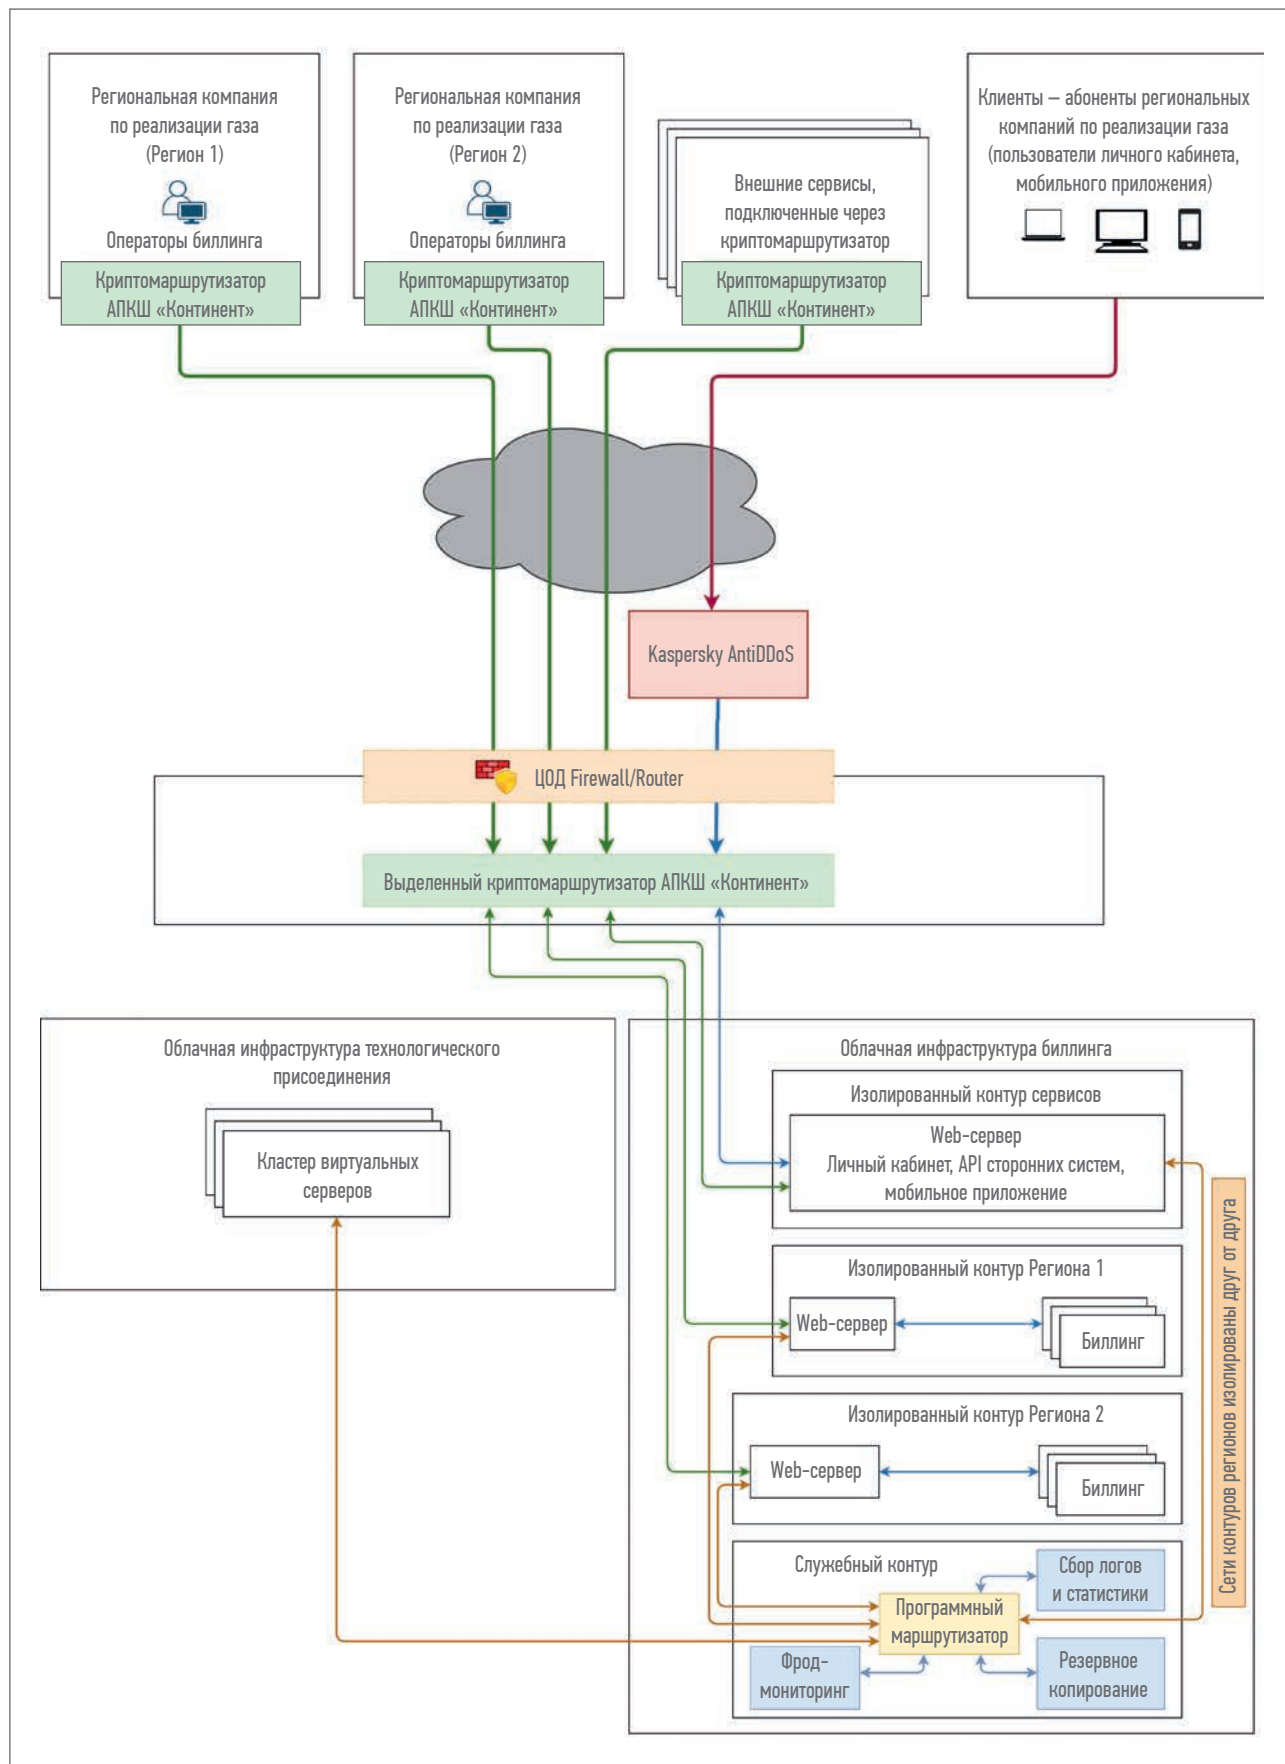 Региональная компания
по реализации газа
(Регион 1)
Операторы биллинга
Криптомаршрутизатор
АПКШ «Континент»
Региональная компания
по реализации газа
(Регион 2)
Операторы биллинга
Криптомаршрутизатор
АПКШ «Континент»
Внешние сервисы,
подключенные через
криптомаршрутизатор
Криптомаршрутизатор
АПКШ «Континент»
Клиенты – абоненты региональных
компаний по реализации газа
(пользователи личного кабинета,
мобильного приложения)
Kaspersky AntiDDoS
ЦОД Firewall/Router
Выделенный криптомаршрутизатор АПКШ «Континент»
Облачная инфраструктура технологического
присоединения
Кластер виртуальных
серверов
Облачная инфраструктура биллинга
Изолированный контур сервисов
Web-сервер
Личный кабинет, API сторонних систем,
мобильное приложение
Изолированный контур Региона 1
Web-сервер
Биллинг
Изолированный контур Региона 2
Web-сервер
Биллинг
Сети контуров регионов изолированы друг от друга
Служебный контур
Сбор логов
и статистики
Программный
маршрутизатор
Фрод-
мониторинг
Резервное
копирование